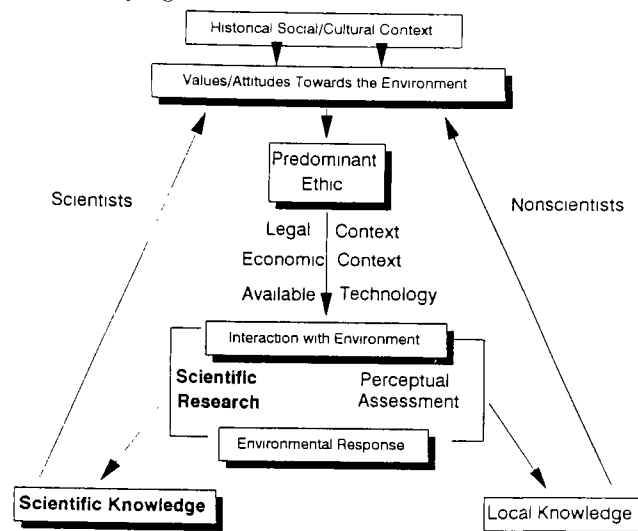 Historical Social/Cultural Context
Values/Attitudes Towards the Environment
Predominant
Ethic
Scientists
Nonscientists
Legal Context
Economic Context
Available Technology
Interaction with Environment
Scientific
Research
Perceptual
Assessment
Environmental Response
Scientific Knowledge
Local Knowledge